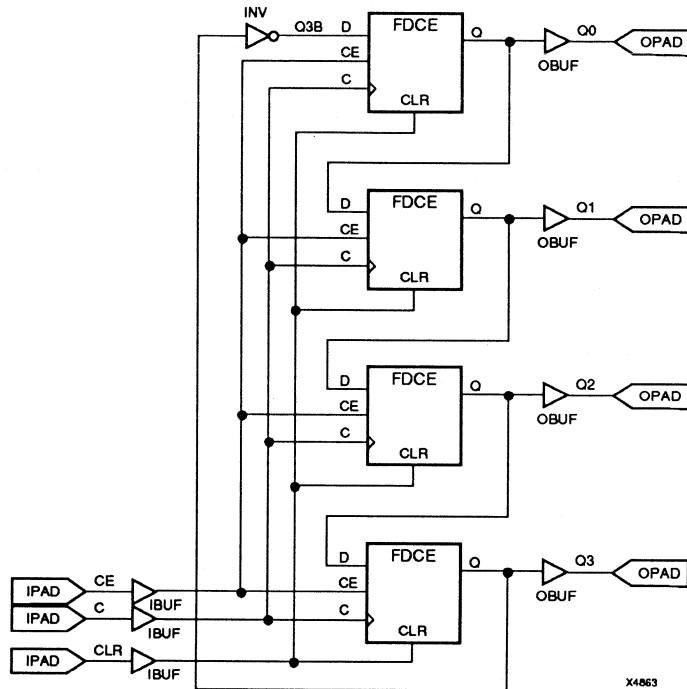 INV
Q3B D FDCE Q Q0 OPAD
CE OBUF
C
CLR
D FDCE Q Q1 OPAD
CE OBUF
C
CLR
D FDCE Q Q2 OPAD
CE OBUF
C
CLR
D FDCE Q Q3 OPAD
IPAD CE IBUF CE OBUF
IPAD C IBUF C
CLR
IPAD CLR IBUF
X4863